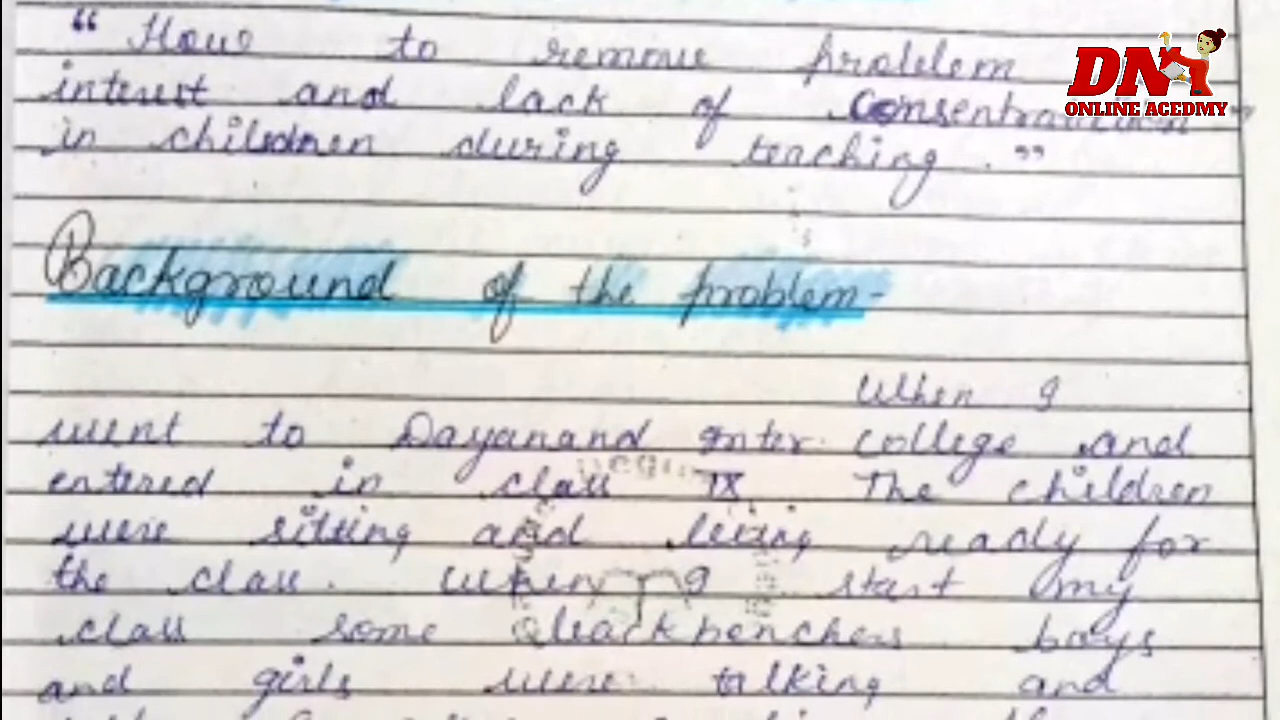 “ How to remove problem
interest and lack of Consentration”
in children during teaching.”
DN
ONLINE ACEDMY
Background of the problem-
When I
went to Dayanand Inter college and
entered in class IX The children
were sitting and being ready for
the class. When I start my
class some backbenchers boys
and girls were talking and